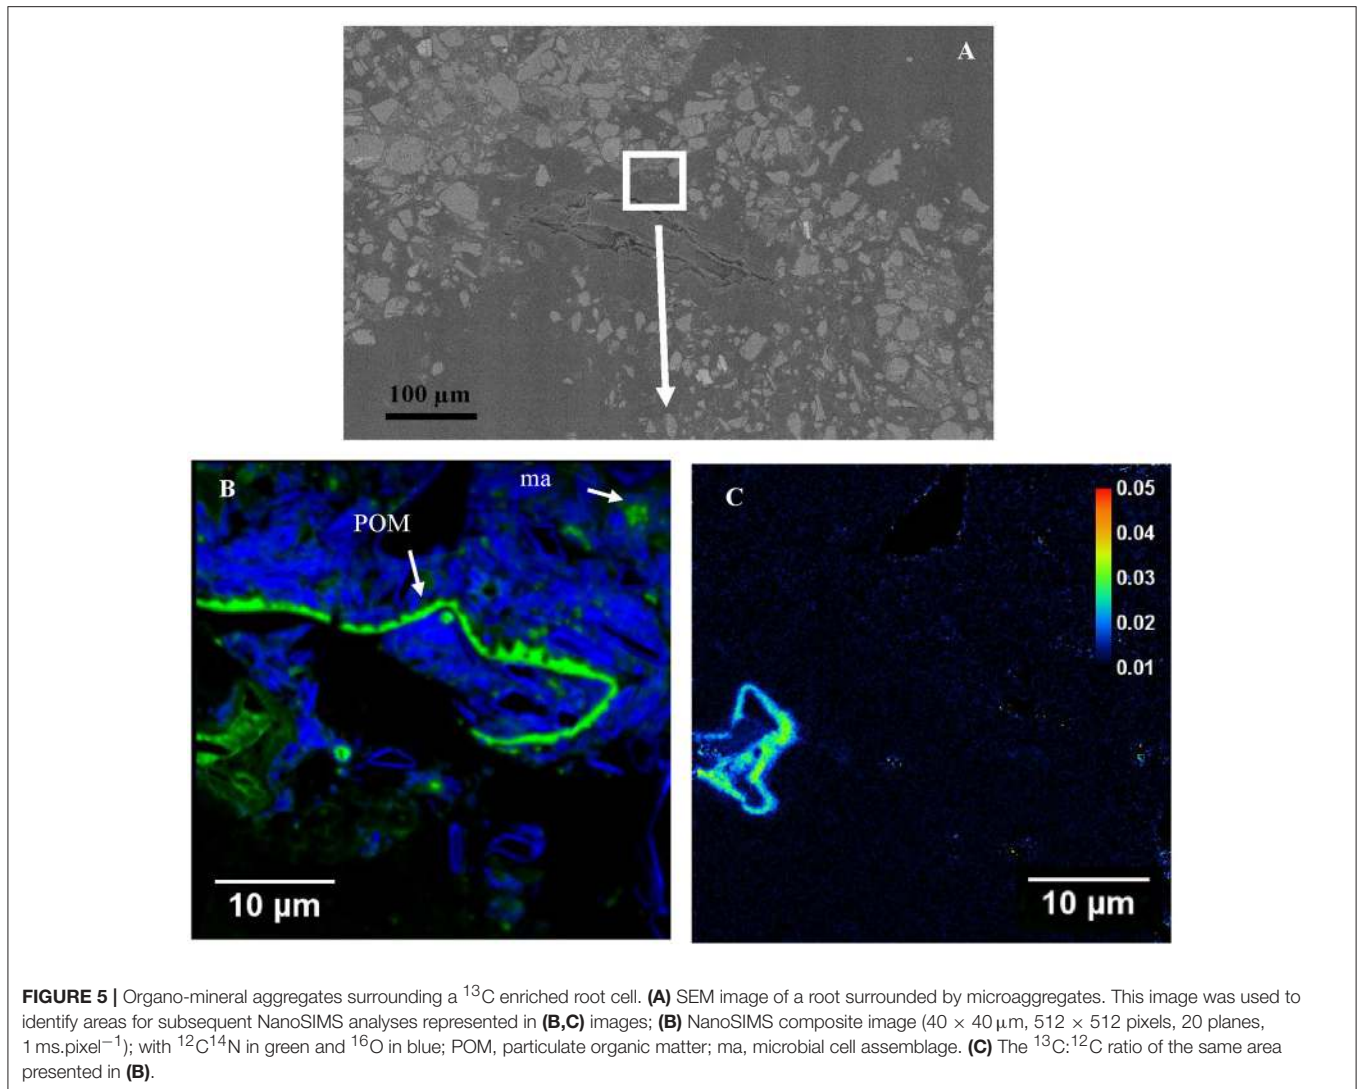 A
100 µm
B
ma
POM
10 µm
C
0.05
0.04
0.03
0.02
0.01
10 µm
FIGURE 5 | Organo-mineral aggregates surrounding a ¹³C enriched root cell. (A) SEM image of a root surrounded by microaggregates. This image was used to
identify areas for subsequent NanoSIMS analyses represented in (B,C) images; (B) NanoSIMS composite image (40 × 40 µm, 512 × 512 pixels, 20 planes,
1 ms.pixel⁻¹); with ¹²C¹⁴N in green and ¹⁶O in blue; POM, particulate organic matter; ma, microbial cell assemblage. (C) The ¹³C:¹²C ratio of the same area
presented in (B).